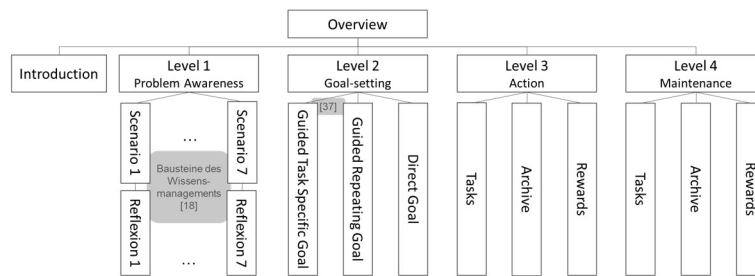 Overview
Introduction
Level 1
Problem Awareness
Level 2
Goal-setting
Level 3
Action
Level 4
Maintenance
Scenario 1
...
Scenario 7
Bausteine des
Wissens-
managements
[18]
Reflexion 1
...
Reflexion 7
[37]
Guided Task Specific Goal
Guided Repeating Goal
Direct Goal
Tasks
Archive
Rewards
Tasks
Archive
Rewards